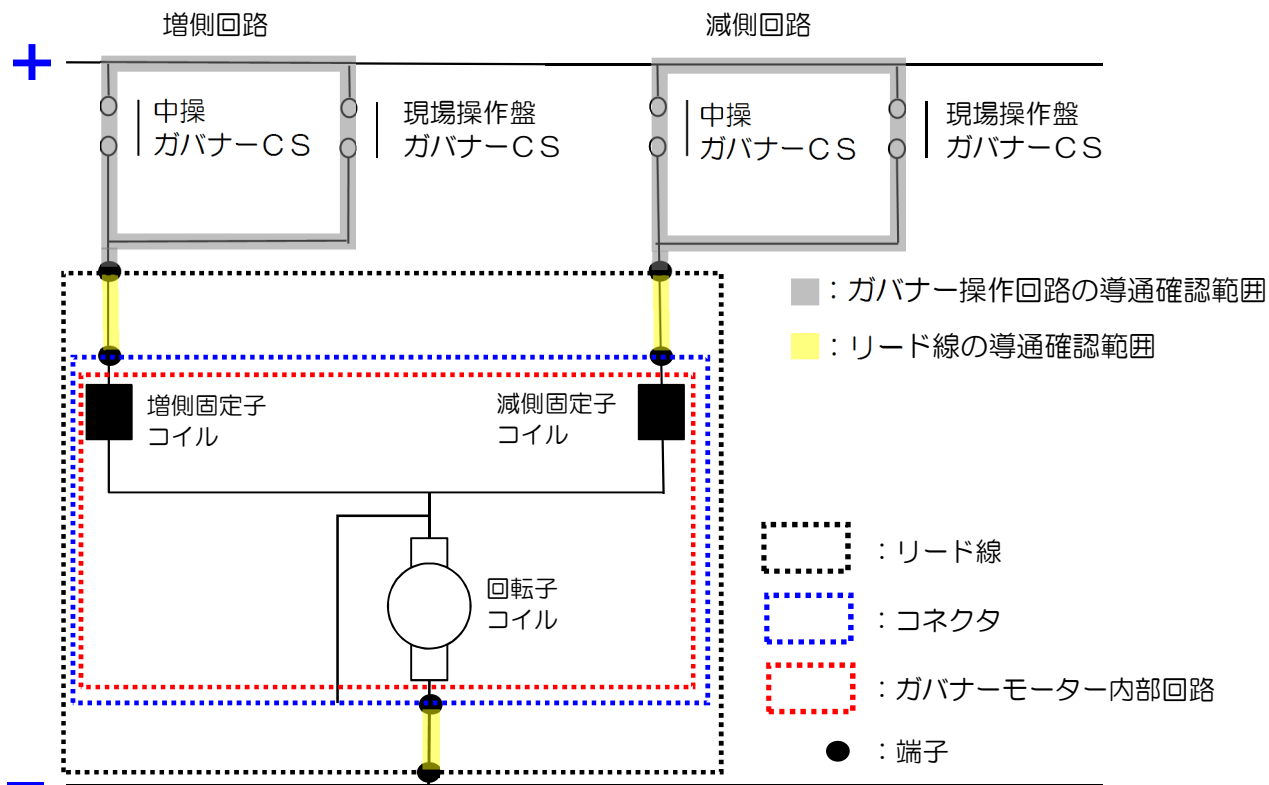 増側回路
減側回路
+
中操
ガバナーCS
現場操作盤
ガバナーCS
中操
ガバナーCS
現場操作盤
ガバナーCS
:ガバナー操作回路の導通確認範囲
:リード線の導通確認範囲
増側固定子
コイル
減側固定子
コイル
回転子
コイル
:リード線
:コネクタ
:ガバナーモーター内部回路
:端子
−